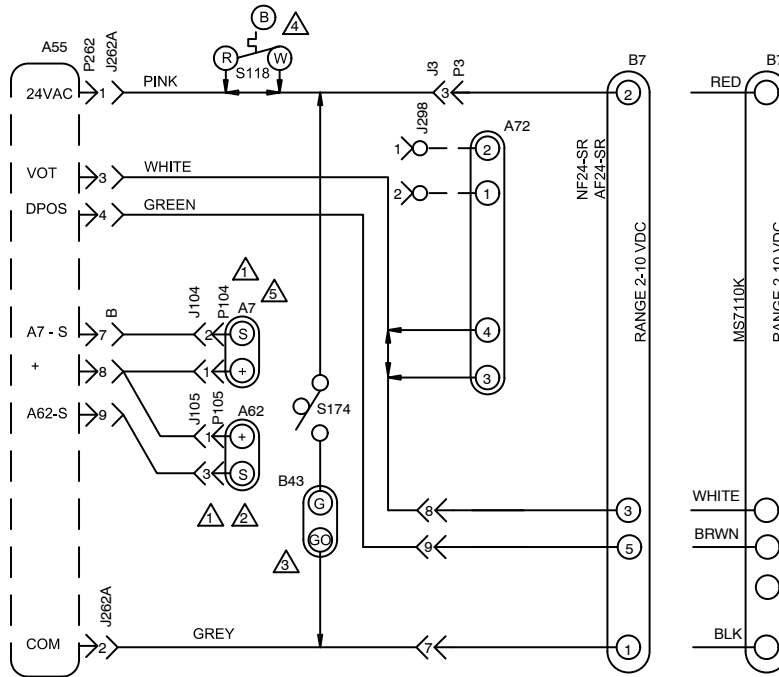 A55
P262
J262A
B
4
R
W
S118
J3
P3
B7
B7
24VAC
1
PINK
3
2
RED
J298
A72
1
2
2
1
NF24-SR
AF24-SR
VOT
3
WHITE
DPOS
4
GREEN
RANGE 2-10 VDC
MS7110K
RANGE 2-10 VDC
1
5
B
J104
P104
A7
A7 - S
7
2
S
4
+
8
1
+
3
J105
P105
A62
S174
A62-S
9
1
+
3
S
B43
1
2
G
GO
3
8
3
WHITE
9
5
BRWN
J262A
COM
2
GREY
7
1
BLK